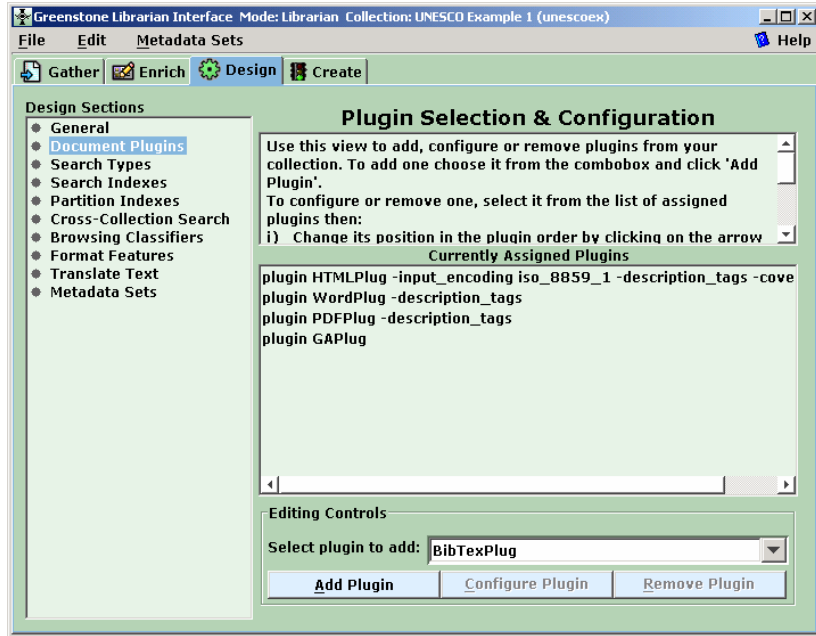 Greenstone Librarian Interface Mode: Librarian Collection: UNESCO Example 1 (unescoex)
File Edit Metadata Sets Help
Gather Enrich Design Create
Design Sections
General
Document Plugins
Search Types
Search Indexes
Partition Indexes
Cross-Collection Search
Browsing Classifiers
Format Features
Translate Text
Metadata Sets
Plugin Selection & Configuration
Use this view to add, configure or remove plugins from your
collection. To add one choose it from the combobox and click 'Add
Plugin'.
To configure or remove one, select it from the list of assigned
plugins then:
i) Change its position in the plugin order by clicking on the arrow
Currently Assigned Plugins
plugin HTMLPlug -input_encoding iso_8859_1 -description_tags -cove
plugin WordPlug -description_tags
plugin PDFPlug -description_tags
plugin GAPlug
Editing Controls
Select plugin to add: BibTexPlug
Add Plugin Configure Plugin Remove Plugin